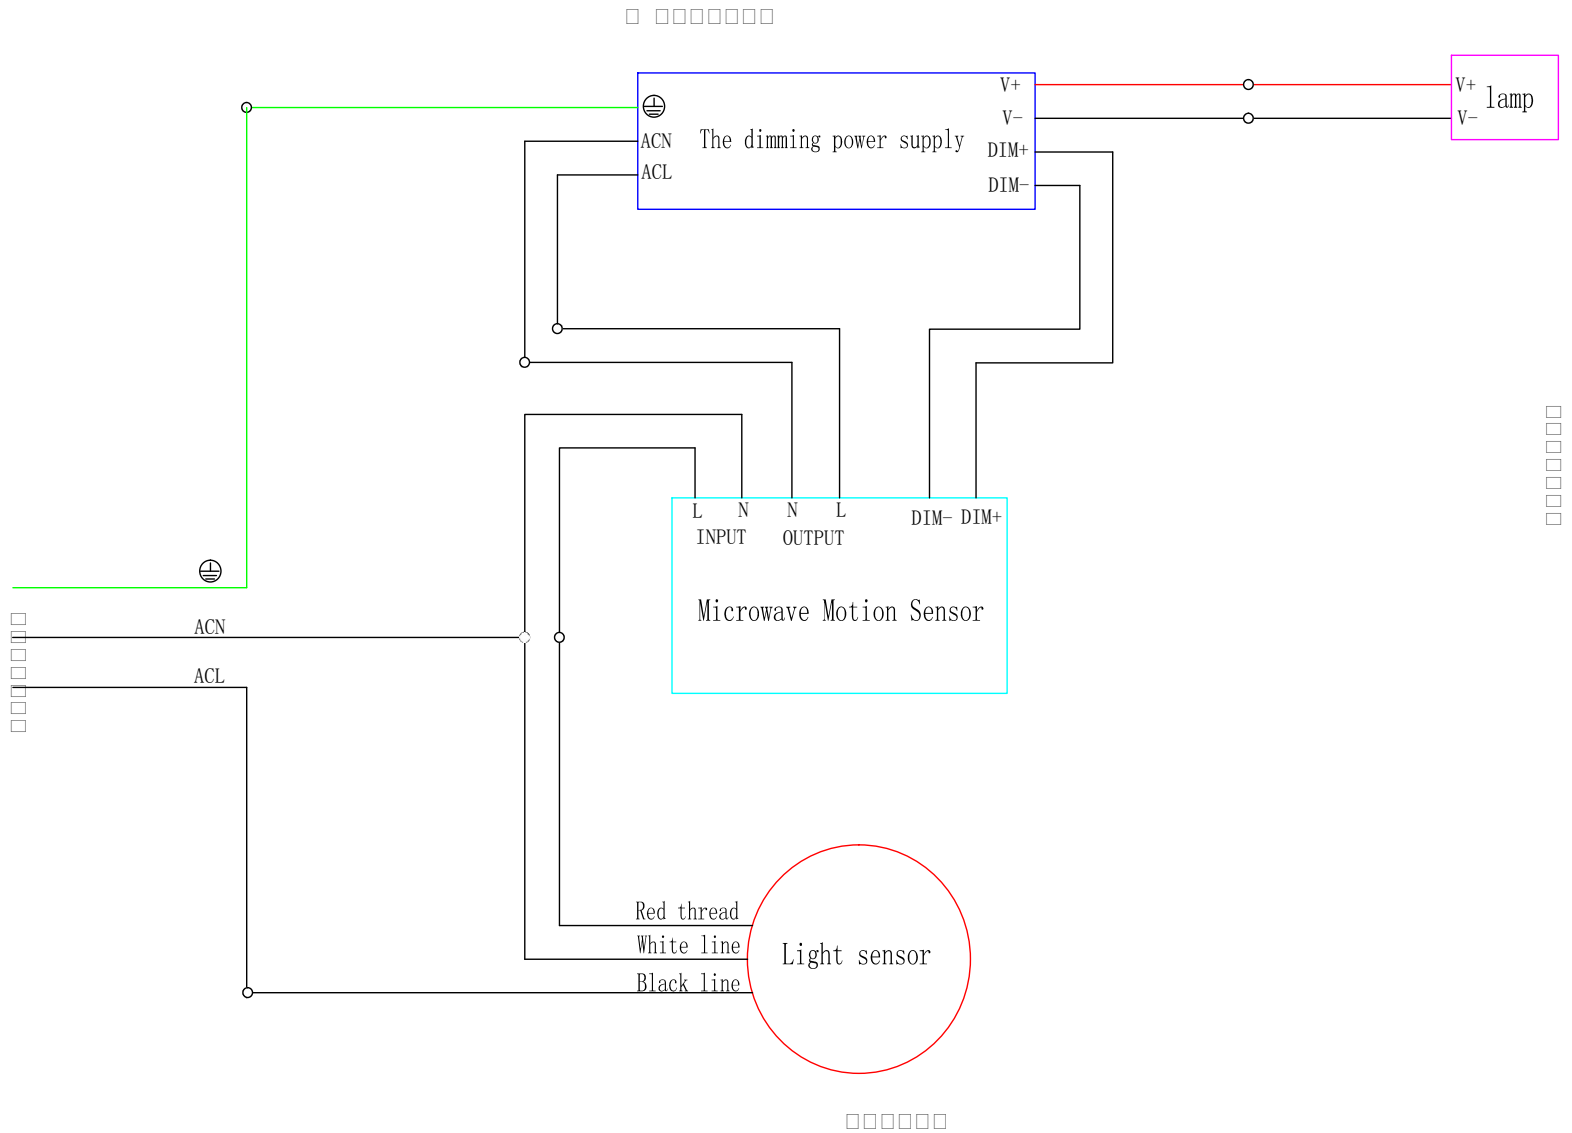 V+
V-
DIM+
DIM-
ACN
ACL
The dimming power supply
V+
V-
lamp
L
N
N
L
DIM-
DIM+
INPUT
OUTPUT
Microwave Motion Sensor
ACN
ACL
Red thread
White line
Black line
Light sensor